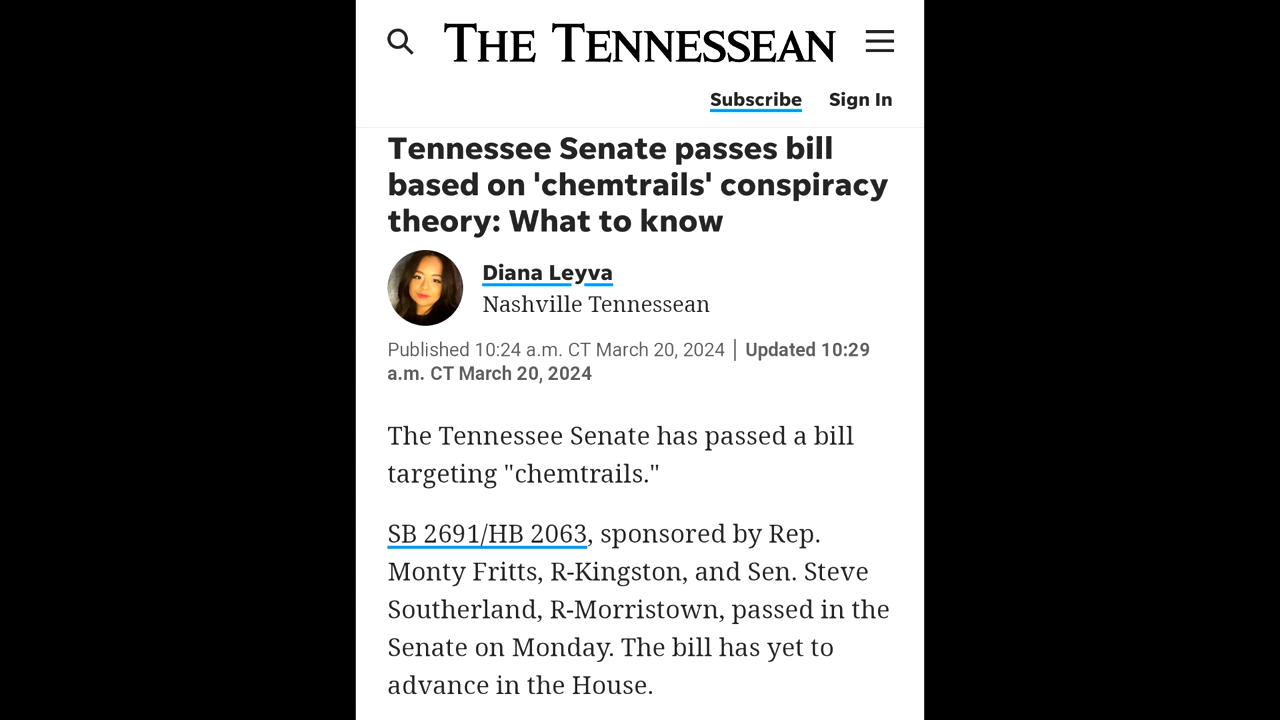 THE TENNESSEAN
Subscribe Sign In
Tennessee Senate passes bill
based on 'chemtrails' conspiracy
theory: What to know
Diana Leyva
Nashville Tennessean
Published 10:24 a.m. CT March 20, 2024 | Updated 10:29
a.m. CT March 20, 2024
The Tennessee Senate has passed a bill
targeting "chemtrails."
SB 2691/HB 2063, sponsored by Rep.
Monty Fritts, R-Kingston, and Sen. Steve
Southerland, R-Morristown, passed in the
Senate on Monday. The bill has yet to
advance in the House.